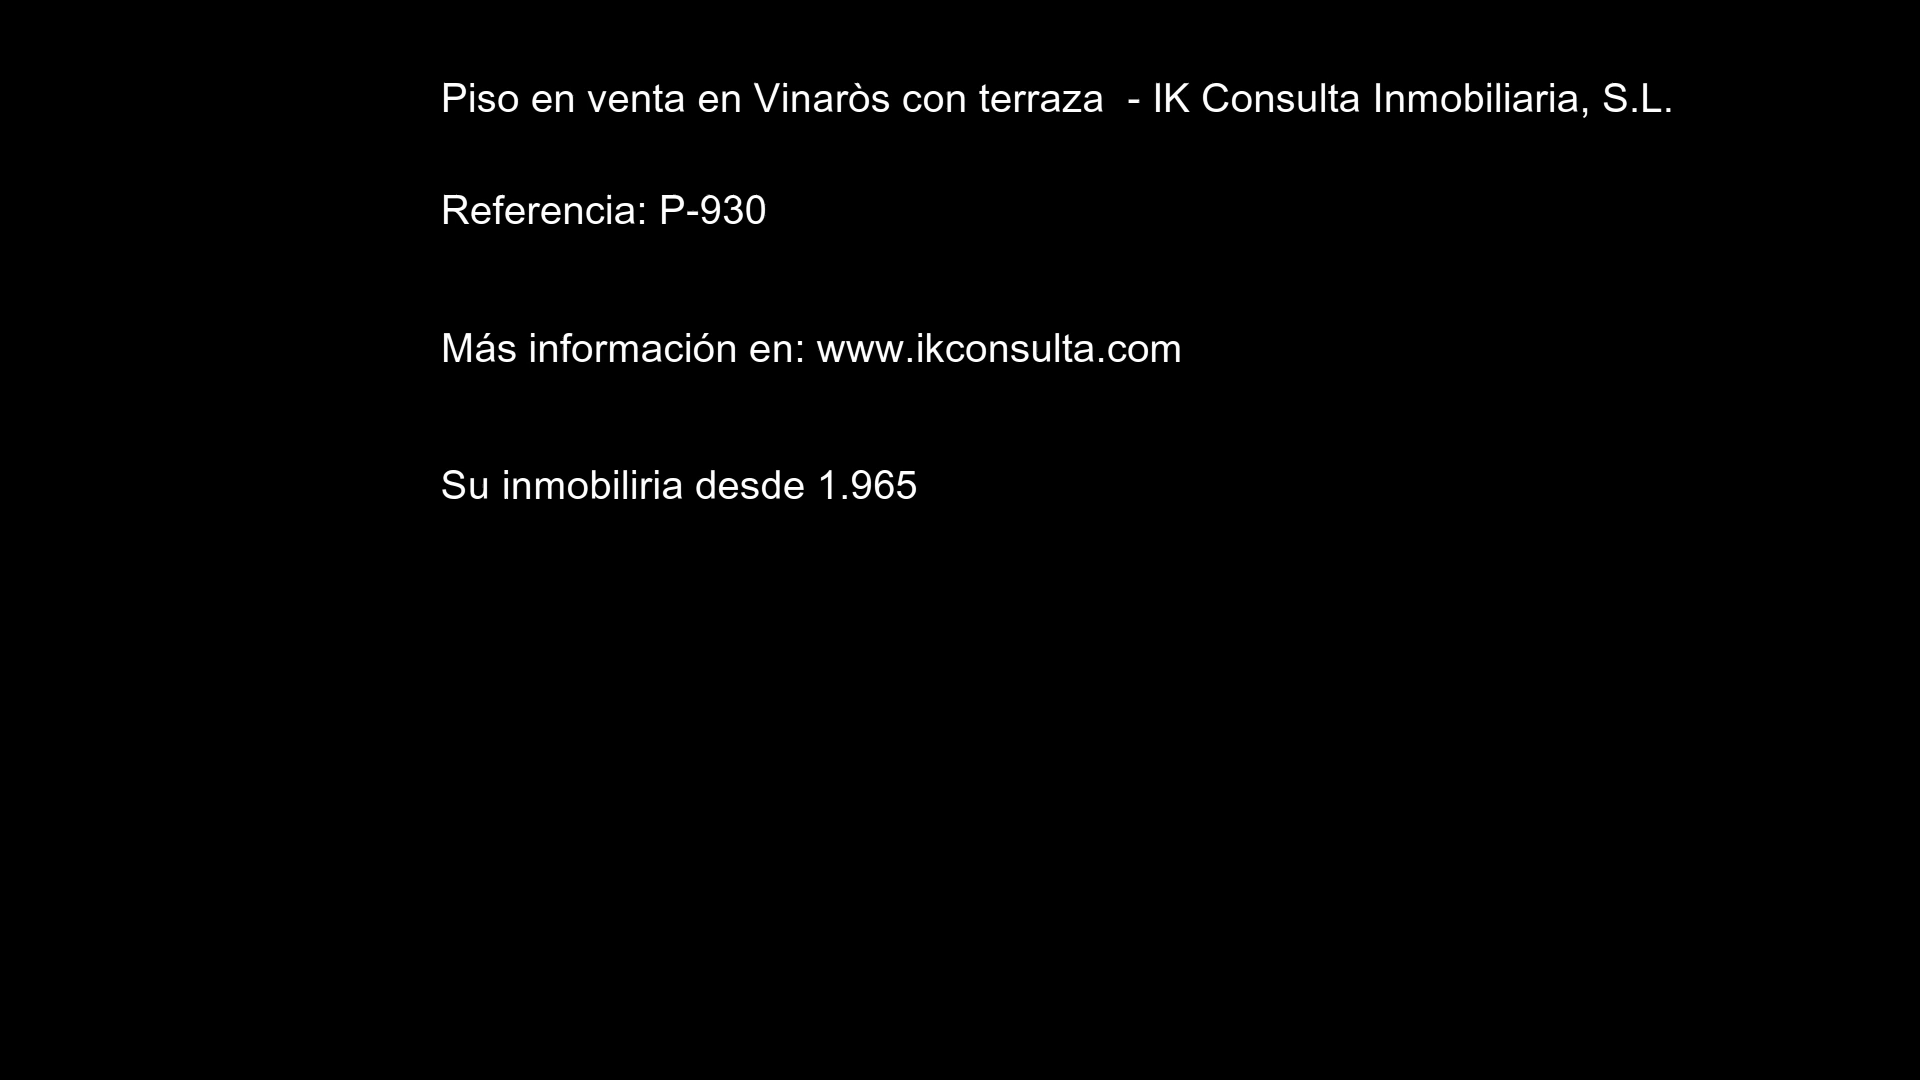 Piso en venta en Vinaròs con terraza  - IK Consulta Inmobiliaria, S.L.
Referencia: P-930
Más información en: www.ikconsulta.com
Su inmobiliria desde 1.965